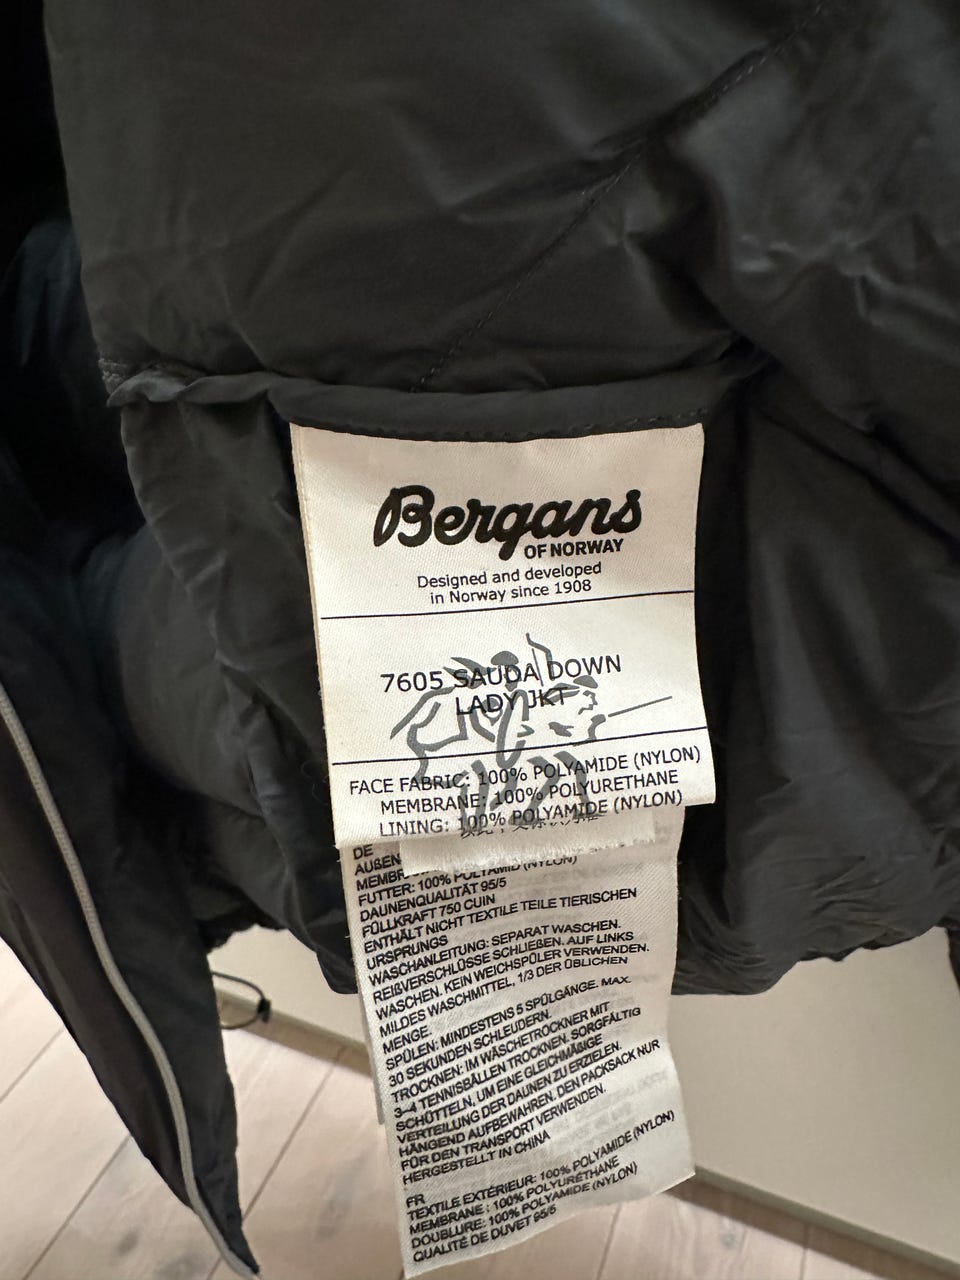 Bergans
OF NORWAY
Designed and developed
in Norway since 1908
7605 SAUDA DOWN
LADY JKT
FACE FABRIC: 100% POLYAMIDE (NYLON)
MEMBRANE: 100% POLYURETHANE
LINING: 100% POLYAMIDE (NYLON)
DE
AUßEN
MEMBR
FUTTER: 100% POLYAMID (NYLON)
DAUNENQUALITÄT 95/5
FÜLLKRAFT 750 CUIN
ENTHÄLT NICHT TEXTILE TEILE TIERISCHEN
URSPRUNGS
WASCHANLEITUNG: SEPARAT WASCHEN.
REIßVERSCHLÜSSE SCHLIEßEN. AUF LINKS
WASCHEN. KEIN WEICHSPÜLER VERWENDEN.
MILDES WASCHMITTEL, 1/3 DER ÜBLICHEN
MENGE.
SPÜLEN: MINDESTENS 5 SPÜLGÄNGE. MAX.
30 SEKUNDEN SCHLEUDERN.
TROCKNEN: IM WÄSCHETROCKNER MIT
3–4 TENNISBÄLLEN TROCKNEN. SORGFÄLTIG
SCHÜTTELN, UM EINE GLEICHMÄßIGE
VERTEILUNG DER DAUNEN ZU ERZIELEN.
HÄNGEND AUFBEWAHREN. DEN PACKSACK NUR
FÜR DEN TRANSPORT VERWENDEN.
HERGESTELLT IN CHINA
FR
TEXTILE EXTÉRIEUR: 100% POLYAMIDE (NYLON)
MEMBRANE : 100% POLYURÉTHANE
DOUBLURE: 100% POLYAMIDE (NYLON)
QUALITÉ DE DUVET 95/5